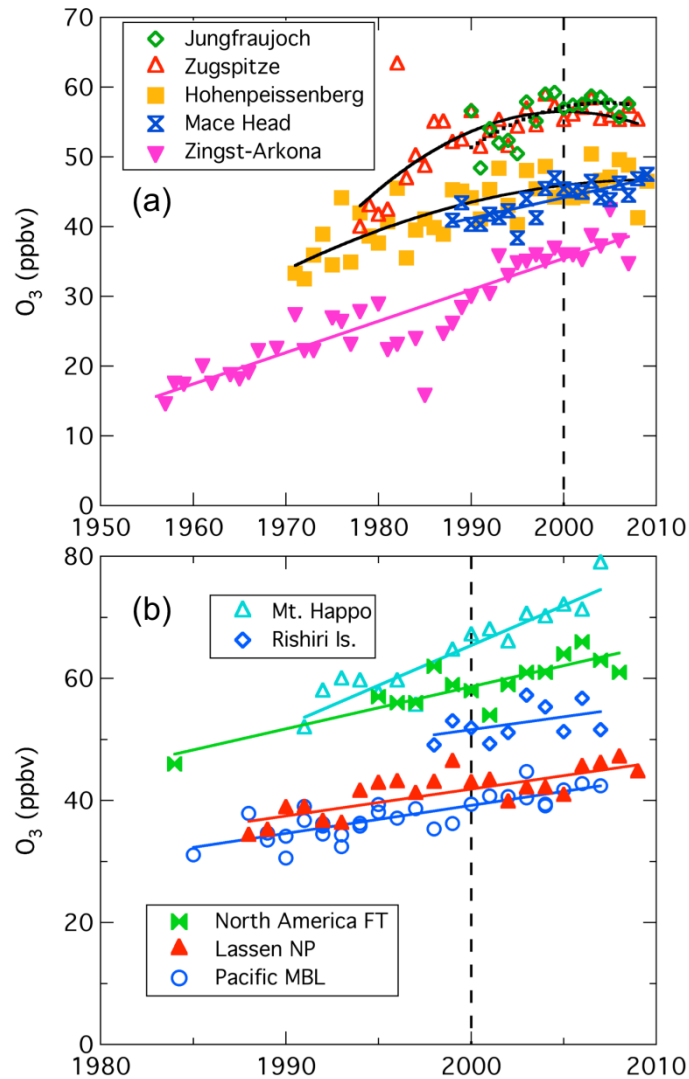 70
60
50
40
30
20
10
0
O3 (ppbv)
Jungfraujoch
Zugspitze
Hohenpeissenberg
Mace Head
Zingst-Arkona
(a)
1950 1960 1970 1980 1990 2000 2010
80
60
40
20
0
O3 (ppbv)
(b)
Mt. Happo
Rishiri Is.
North America FT
Lassen NP
Pacific MBL
1980 1990 2000 2010